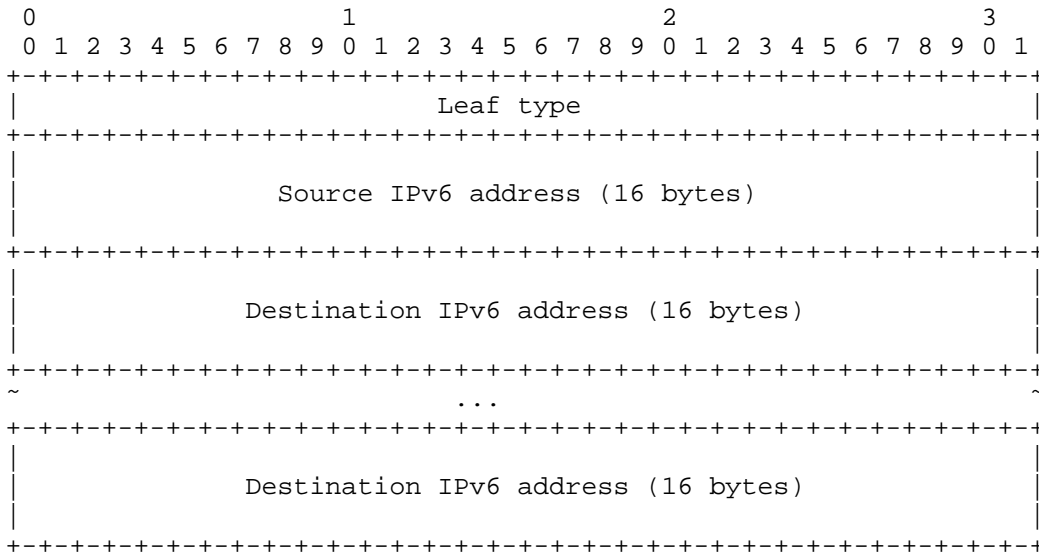 0                   1                   2                   3
 0 1 2 3 4 5 6 7 8 9 0 1 2 3 4 5 6 7 8 9 0 1 2 3 4 5 6 7 8 9 0 1
+-+-+-+-+-+-+-+-+-+-+-+-+-+-+-+-+-+-+-+-+-+-+-+-+-+-+-+-+-+-+-+-+
|                          Leaf type                            |
+-+-+-+-+-+-+-+-+-+-+-+-+-+-+-+-+-+-+-+-+-+-+-+-+-+-+-+-+-+-+-+-+
|                                                               |
|                Source IPv6 address (16 bytes)                 |
|                                                               |
+-+-+-+-+-+-+-+-+-+-+-+-+-+-+-+-+-+-+-+-+-+-+-+-+-+-+-+-+-+-+-+-+
|                                                               |
|              Destination IPv6 address (16 bytes)              |
|                                                               |
+-+-+-+-+-+-+-+-+-+-+-+-+-+-+-+-+-+-+-+-+-+-+-+-+-+-+-+-+-+-+-+-+
~                           ...                                 ~
+-+-+-+-+-+-+-+-+-+-+-+-+-+-+-+-+-+-+-+-+-+-+-+-+-+-+-+-+-+-+-+-+
|                                                               |
|              Destination IPv6 address (16 bytes)              |
|                                                               |
+-+-+-+-+-+-+-+-+-+-+-+-+-+-+-+-+-+-+-+-+-+-+-+-+-+-+-+-+-+-+-+-+